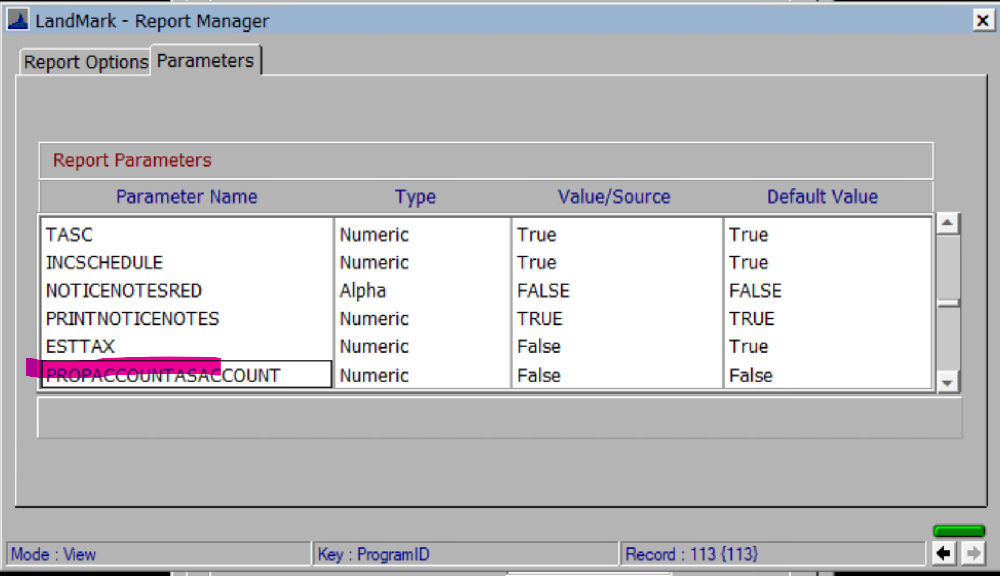 LandMark - Report Manager
Report Options Parameters
Report Parameters
Parameter Name Type Value/Source Default Value
TASC Numeric True True
INCSCHEDULE Numeric True True
NOTICENOTESRED Alpha FALSE FALSE
PRINTNOTICENOTES Numeric TRUE TRUE
ESTTAX Numeric False True
PROPACCOUNTASACCOUNT Numeric False False
Mode : View Key : ProgramID Record : 113 {113}